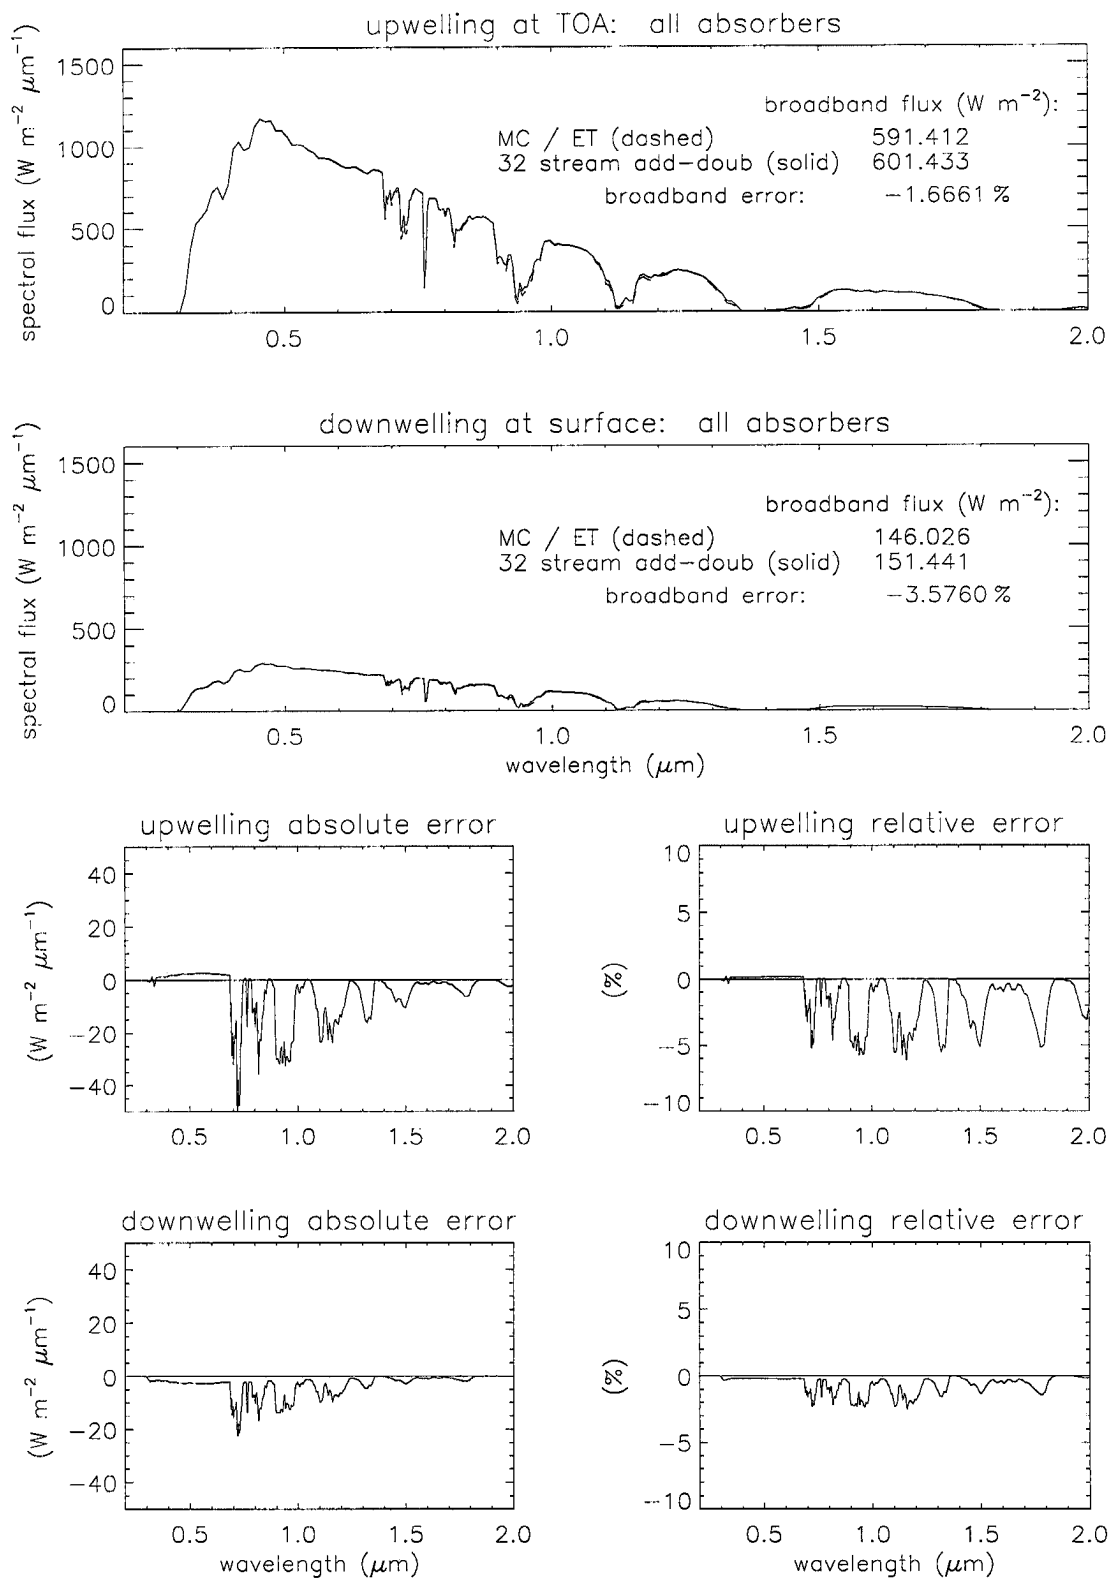 upwelling at TOA: all absorbers
spectral flux (W m⁻² μm⁻¹)
1500
1000
500
0
broadband flux (W m⁻²):
MC / ET (dashed) 591.412
32 stream add-doub (solid) 601.433
broadband error: -1.6661 %
0.5 1.0 1.5 2.0
downwelling at surface: all absorbers
spectral flux (W m⁻² μm⁻¹)
1500
1000
500
0
broadband flux (W m⁻²):
MC / ET (dashed) 146.026
32 stream add-doub (solid) 151.441
broadband error: -3.5760 %
0.5 1.0 1.5 2.0
wavelength (μm)
upwelling absolute error
(W m⁻² μm⁻¹)
40
20
0
-20
-40
0.5 1.0 1.5 2.0
upwelling relative error
(%)
10
5
0
-5
-10
0.5 1.0 1.5 2.0
downwelling absolute error
(W m⁻² μm⁻¹)
40
20
0
-20
-40
0.5 1.0 1.5 2.0
wavelength (μm)
downwelling relative error
(%)
10
5
0
-5
-10
0.5 1.0 1.5 2.0
wavelength (μm)